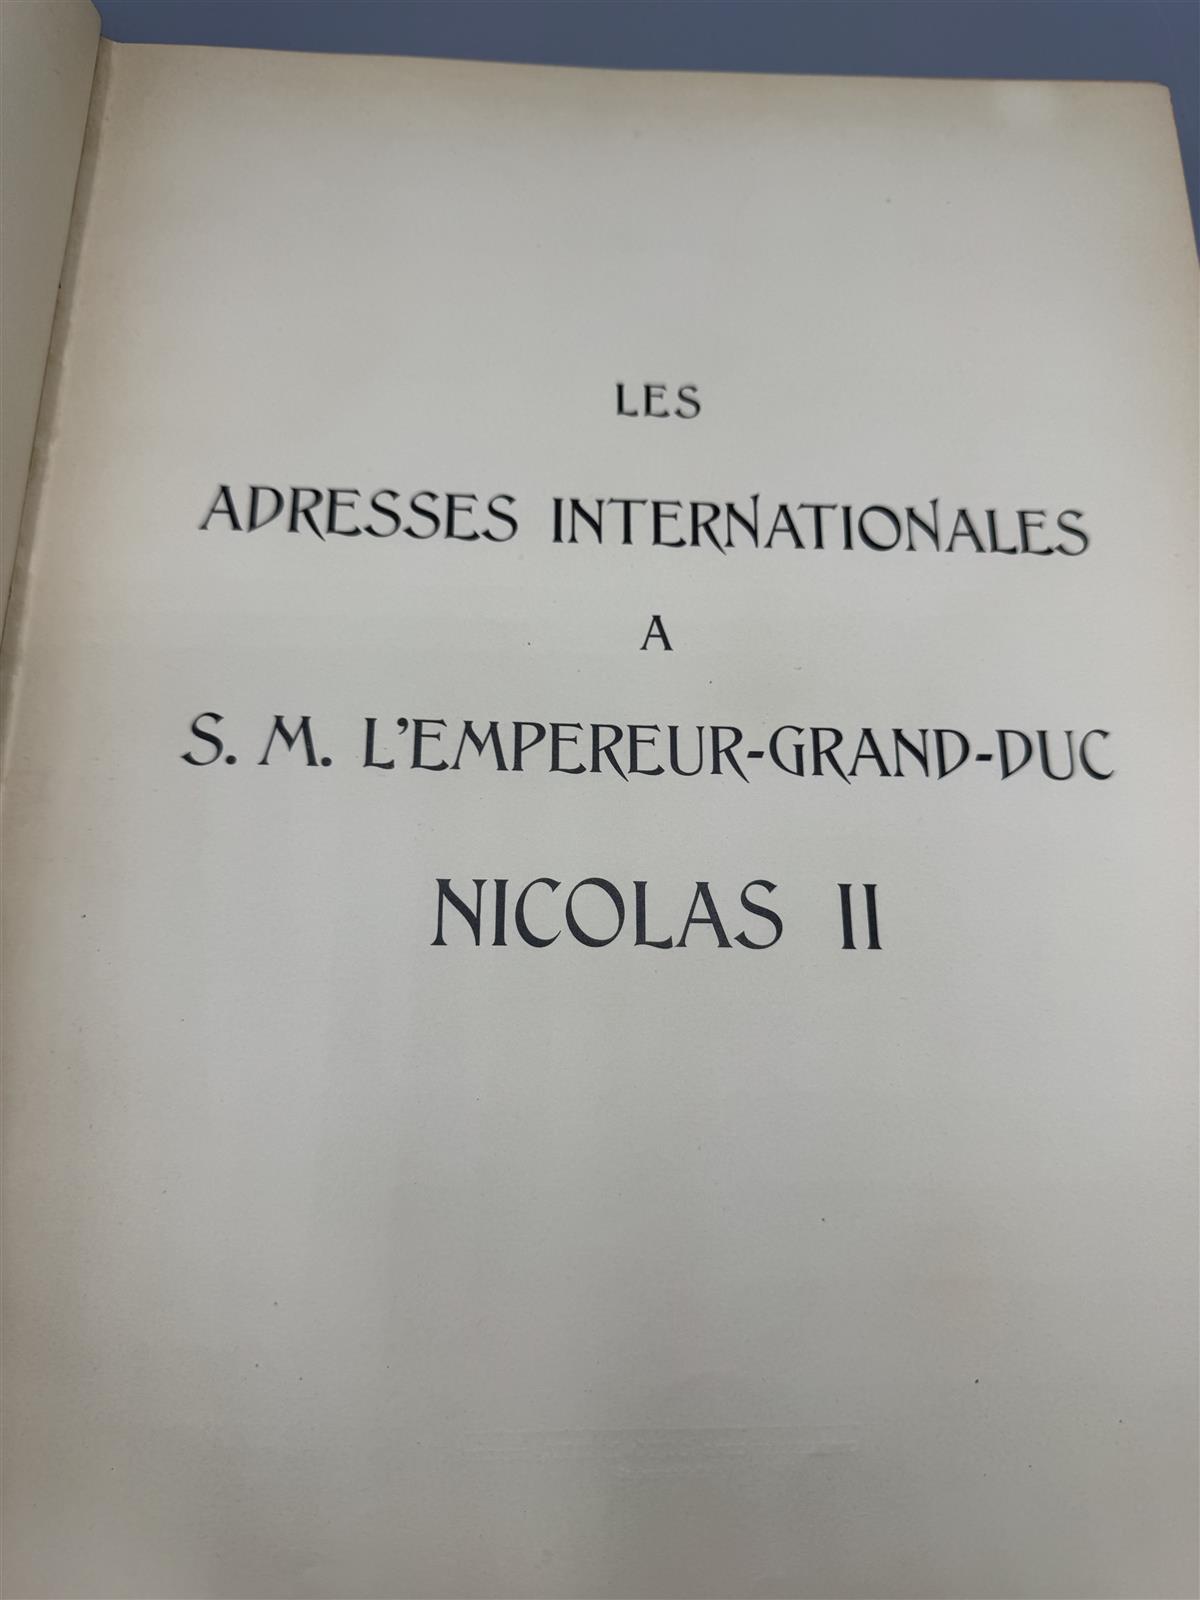 LES
ADRESSES INTERNATIONALES
A
S. M. L'EMPEREUR-GRAND-DUC
NICOLAS II